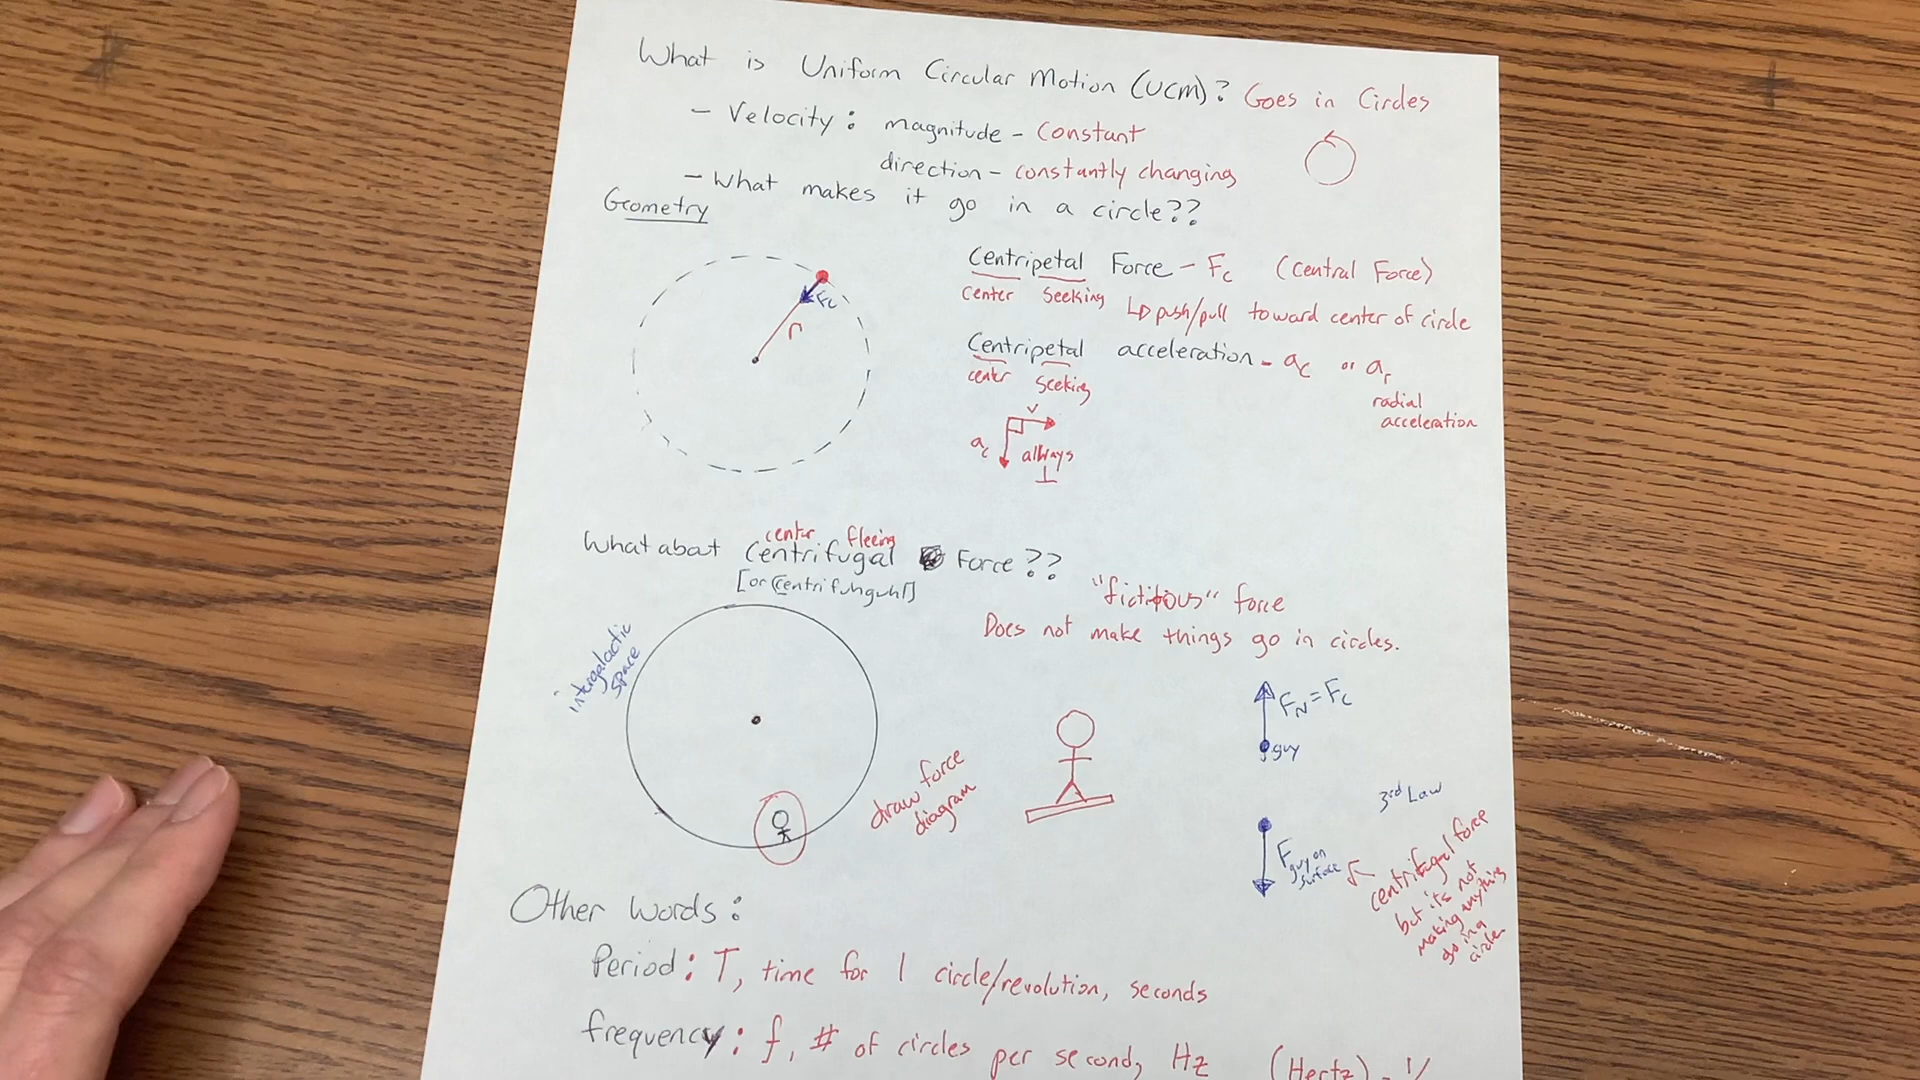 What is Uniform Circular Motion (UCM)? Goes in Circles
- Velocity: magnitude - constant
direction - constantly changing
- What makes it go in a circle??
Geometry
Centripetal Force - Fc (Central Force)
center seeking ↳ push/pull toward center of circle
Fc
r
Centripetal acceleration - ac or ar
center seeking
radial
acceleration
v
ac
always
⊥
center fleeing
What about Centrifugal Force??
[or Centrifuhguhl]
"fictitious" force
Does not make things go in circles.
intergalactic
space
draw force
diagram
FN = Fc
guy
3rd Law
F guy on
surface
centrifugal force
but it's not
making anything
go in a
circle
Other Words:
Period: T, time for 1 circle/revolution, seconds
frequency: f, # of circles per second, Hz (Hertz) - 1/